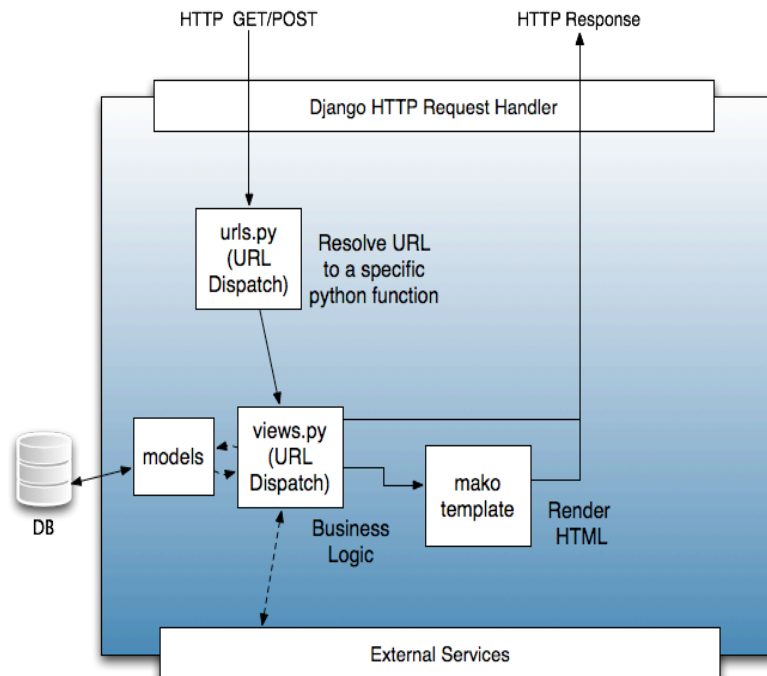 HTTP GET/POST
HTTP Response
Django HTTP Request Handler
urls.py
(URL
Dispatch)
Resolve URL
to a specific
python function
models
views.py
(URL
Dispatch)
mako
template
DB
Business
Logic
Render
HTML
External Services